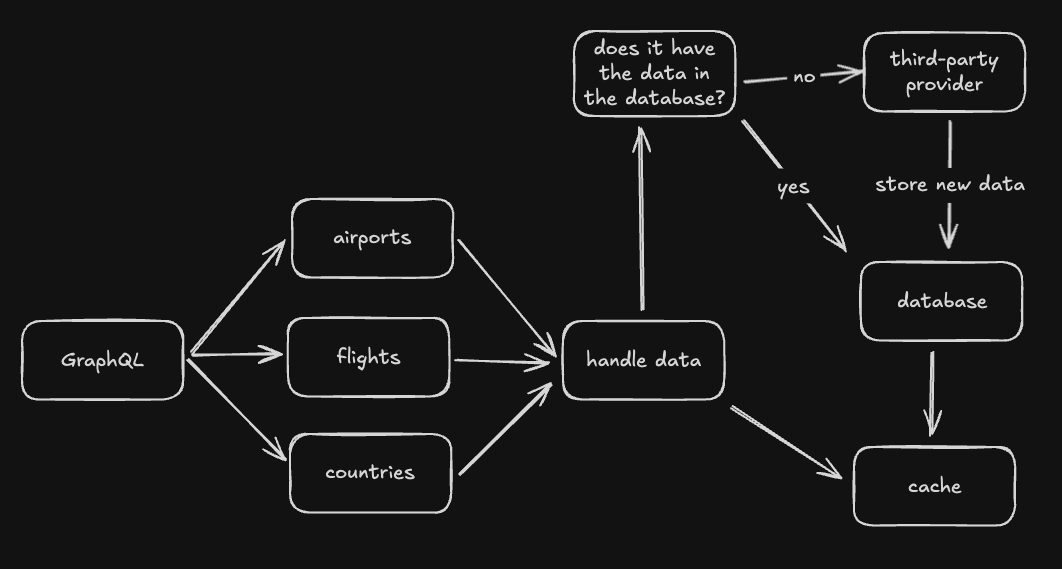 does it have
the data in
the database?
no
third-party
provider
yes
store new data
airports
database
GraphQL
flights
handle data
countries
cache